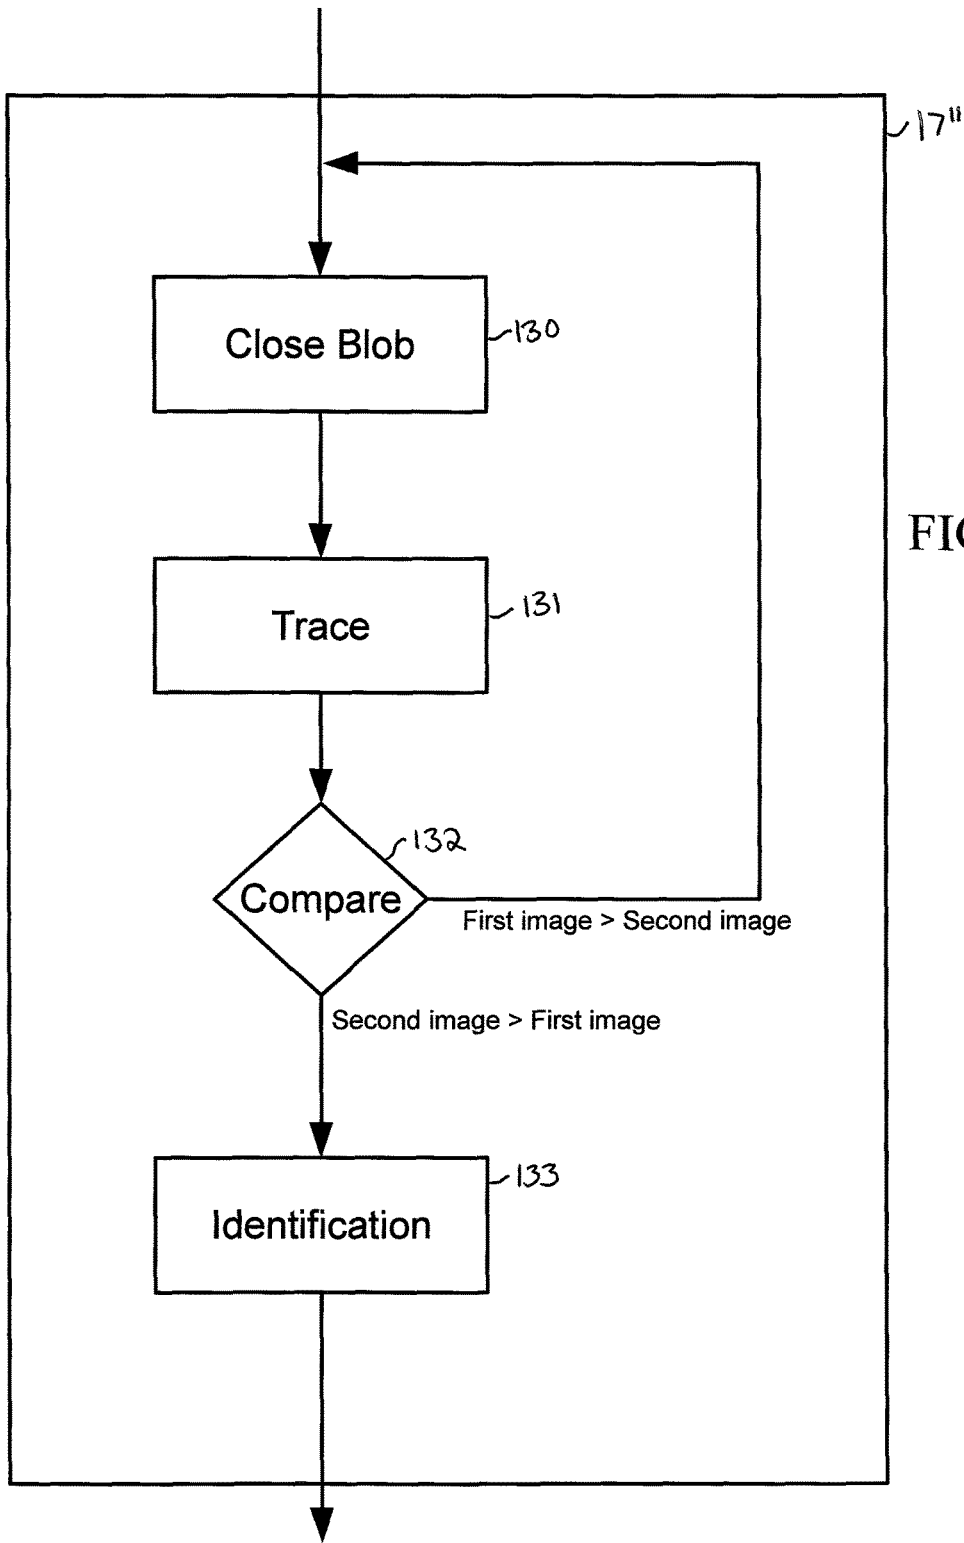 17"
Close Blob
130
FIG
Trace
131
132
Compare
First image > Second image
Second image > First image
133
Identification